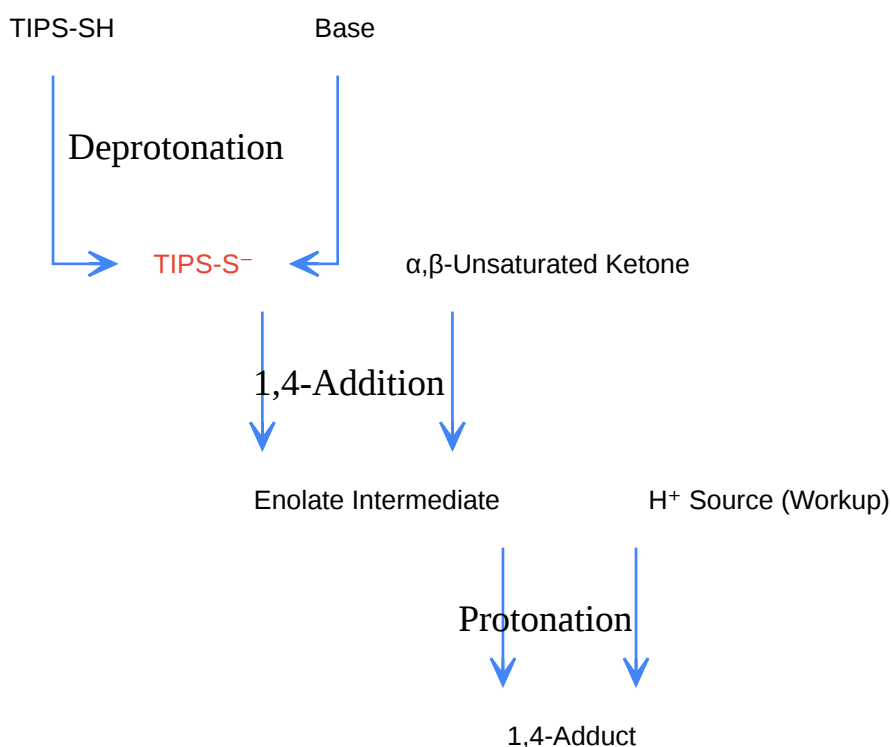 TIPS-SH
Base
Deprotonation
TIPS-S⁻
α,β-Unsaturated Ketone
1,4-Addition
Enolate Intermediate
H⁺ Source (Workup)
Protonation
1,4-Adduct